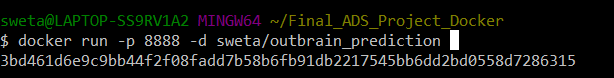 sweta@LAPTOP-SS9RV1A2 MINGW64 ~/Final_ADS_Project_Docker
$ docker run -p 8888 -d sweta/outbrain_prediction
3bd461d6e9c9bb44f2f08fadd7b58b6fb91db2217545bb6dd2bd0558d7286315